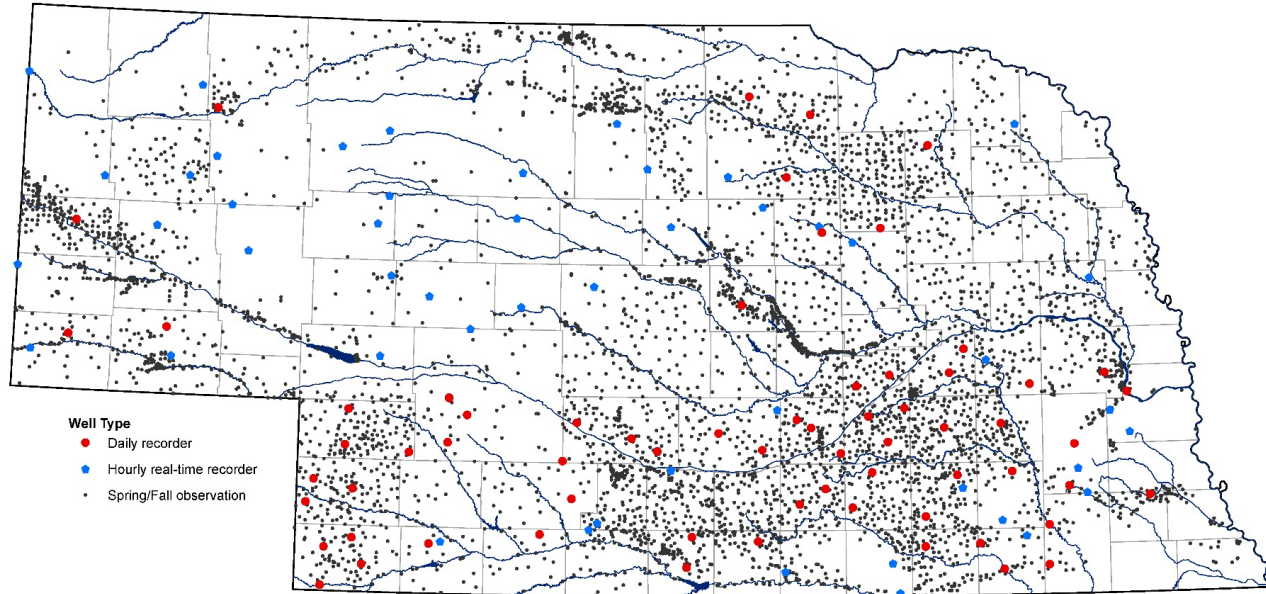 Well Type
Daily recorder
Hourly real-time recorder
Spring/Fall observation